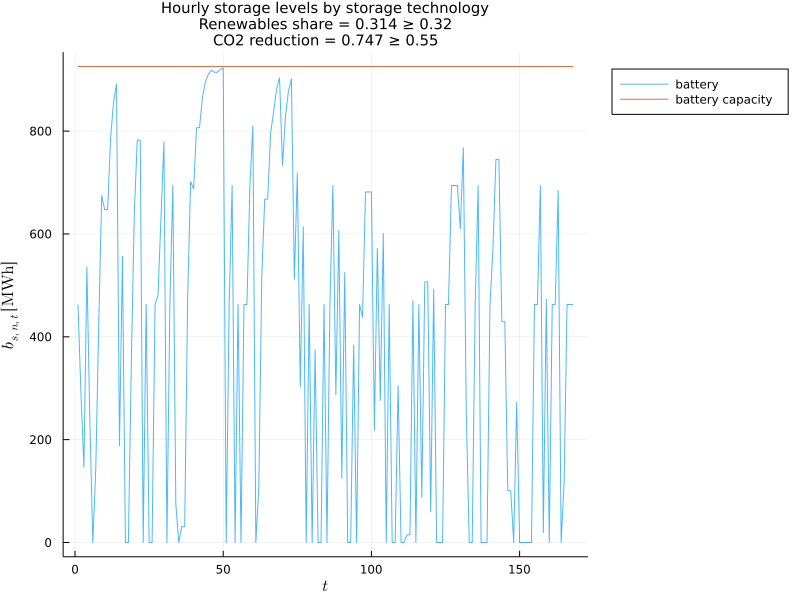 Hourly storage levels by storage technology
Renewables share = 0.314 ≥ 0.32
CO2 reduction = 0.747 ≥ 0.55
battery
battery capacity
800
600
400
200
0
b_{s, n, t} [MWh]
0
50
100
150
t